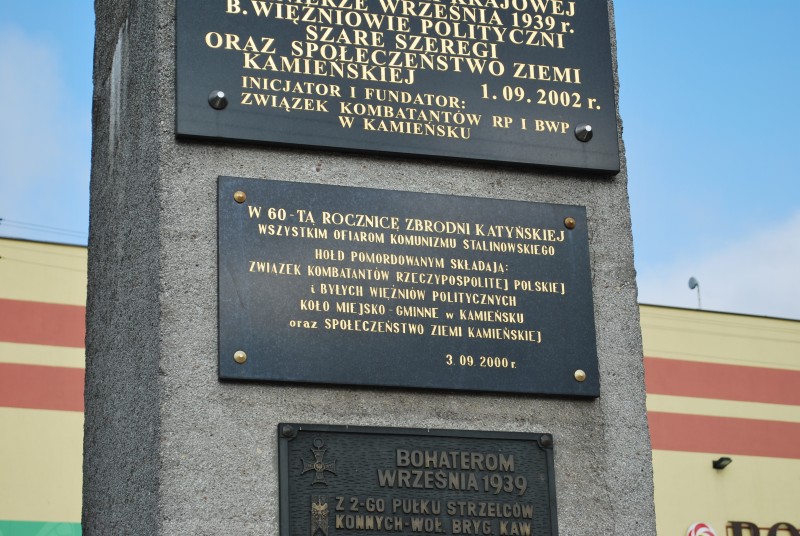 KRAJOWEJ
WRZEŚNIA 1939 r.
B. WIĘŹNIOWIE POLITYCZNI
SZARE SZEREGI
ORAZ SPOŁECZEŃSTWO ZIEMI
KAMIEŃSKIEJ 1.09.2002 r.
INICJATOR I FUNDATOR:
ZWIĄZEK KOMBATANTÓW RP I BWP
W KAMIEŃSKU
W 60-TĄ ROCZNICĘ ZBRODNI KATYŃSKIEJ
WSZYSTKIM OFIAROM KOMUNIZMU STALINOWSKIEGO
HOŁD POMORDOWANYM SKŁADAJĄ:
ZWIĄZEK KOMBATANTÓW RZECZYPOSPOLITEJ POLSKIEJ
i BYŁYCH WIĘŹNIÓW POLITYCZNYCH
KOŁO MIEJSKO-GMINNE w KAMIEŃSKU
oraz SPOŁECZEŃSTWO ZIEMI KAMIEŃSKIEJ
3.09.2000 r.
BOHATEROM
WRZEŚNIA 1939
Z 2-GO PUŁKU STRZELCÓW
KONNYCH-WOŁ. BRYG. KAW